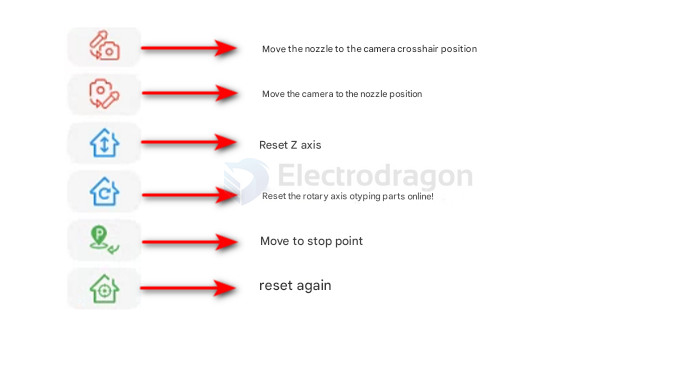 Move the nozzle to the camera crosshair position
Move the camera to the nozzle position
Reset Z axis
Electrodragon
Reset the rotary axis otyping parts online!
P
Move to stop point
reset again